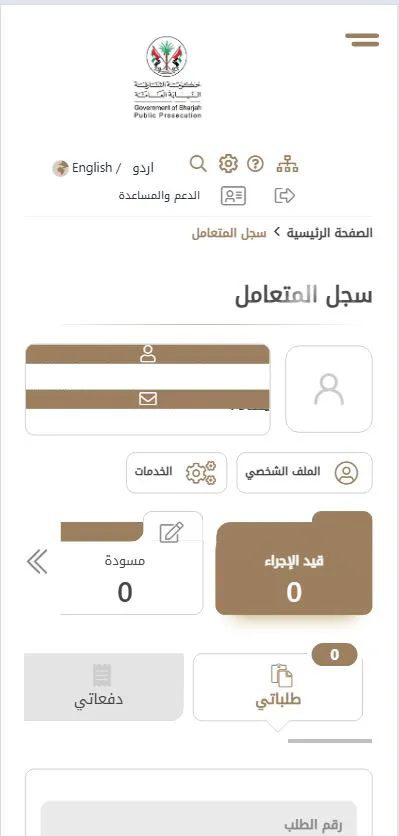 حكومة الشارقة
النيابة العامة
Government of Sharjah
Public Prosecution
اردو / English
الدعم والمساعدة
الصفحة الرئيسية > سجل المتعامل
سجل المتعامل
الملف الشخصي
الخدمات
قيد الإجراء
0
مسودة
0
0
طلباتي
دفعاتي
رقم الطلب